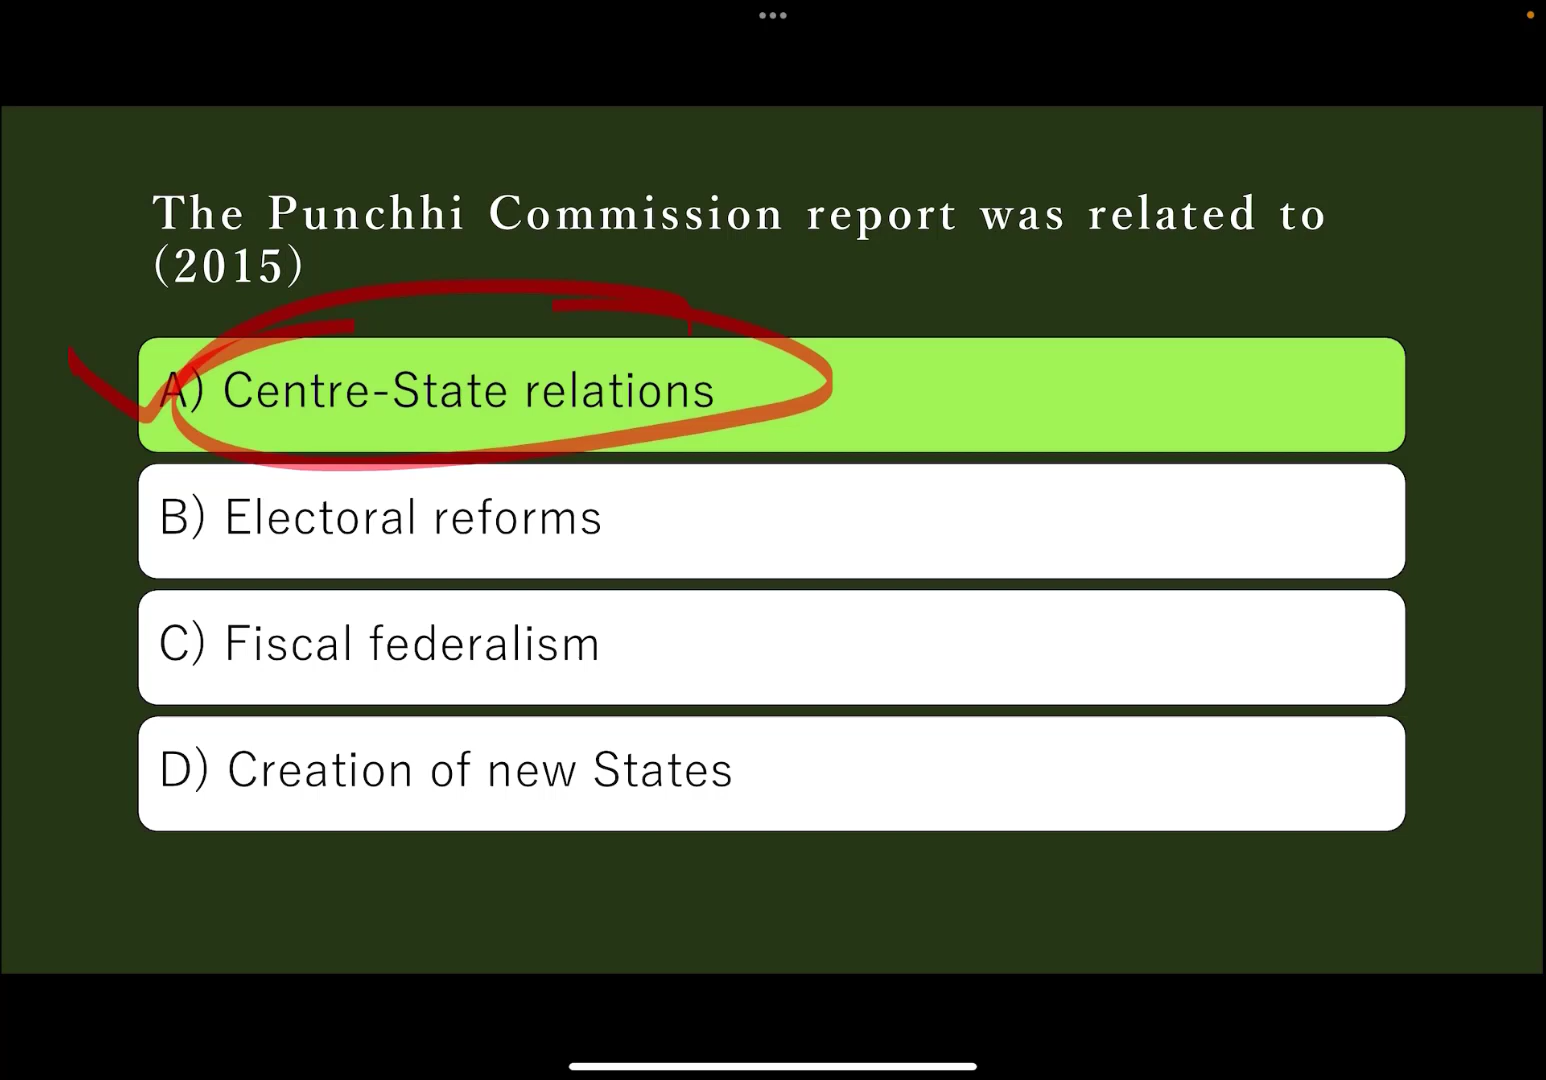 The Punchhi Commission report was related to
(2015)
A) Centre-State relations
B) Electoral reforms
C) Fiscal federalism
D) Creation of new States